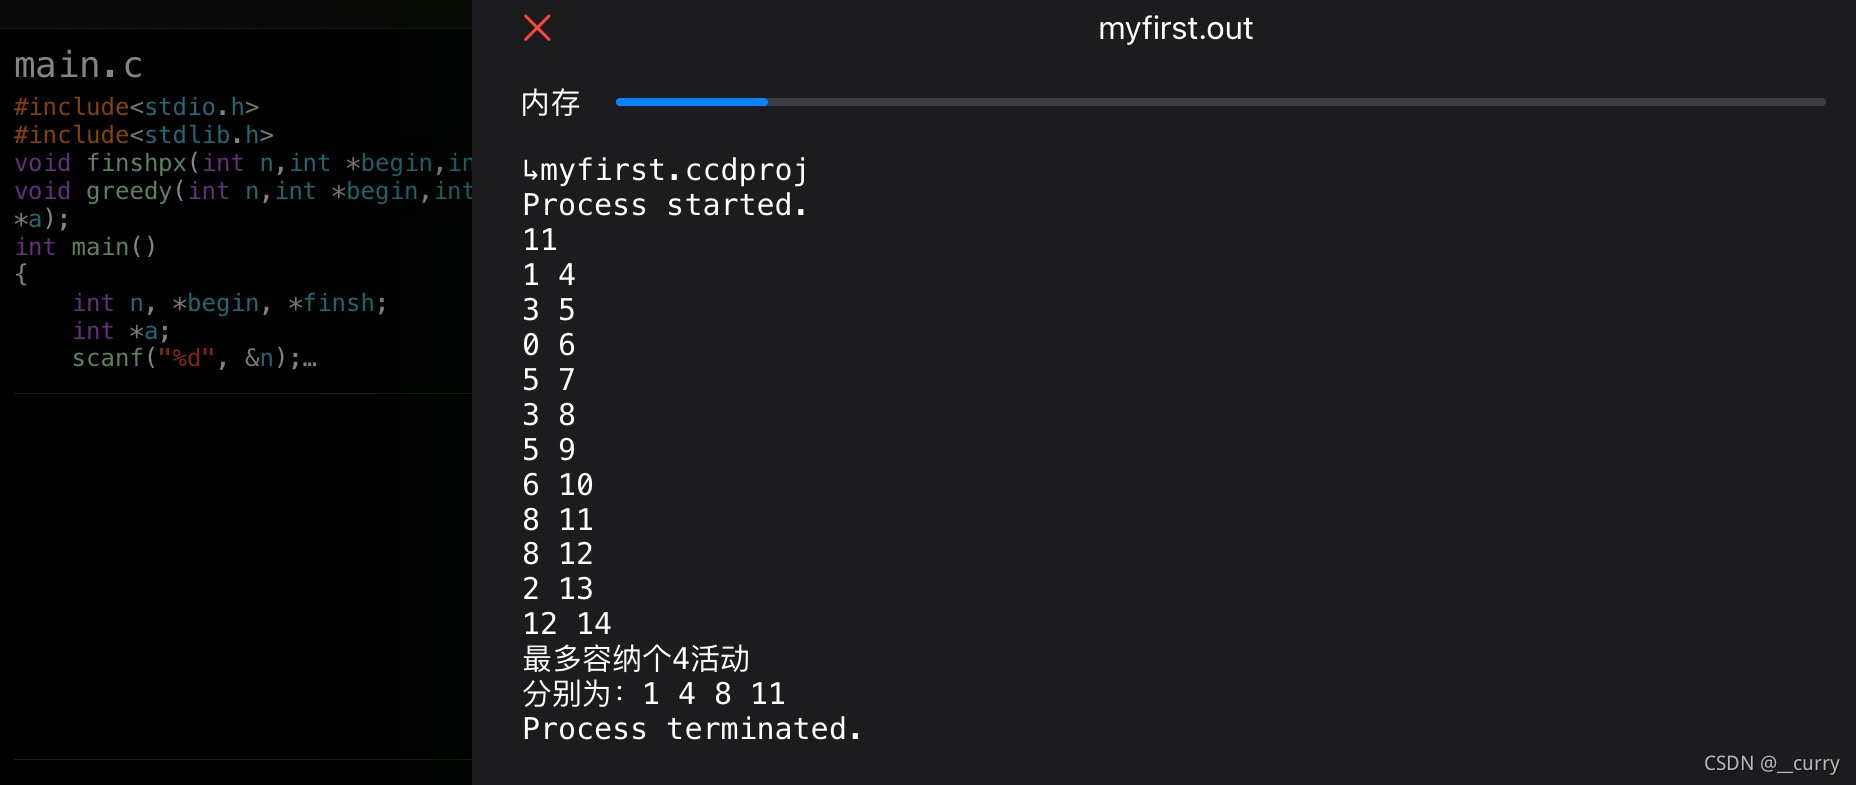 main.c
#include<stdio.h>
#include<stdlib.h>
void finshpx(int n,int *begin,in
void greedy(int n,int *begin,int
*a);
int main()
{
    int n, *begin, *finsh;
    int *a;
    scanf("%d", &n);…
myfirst.out
内存
↳myfirst.ccdproj
Process started.
11
1 4
3 5
0 6
5 7
3 8
5 9
6 10
8 11
8 12
2 13
12 14
最多容纳个4活动
分别为：1 4 8 11
Process terminated.
CSDN @__curry